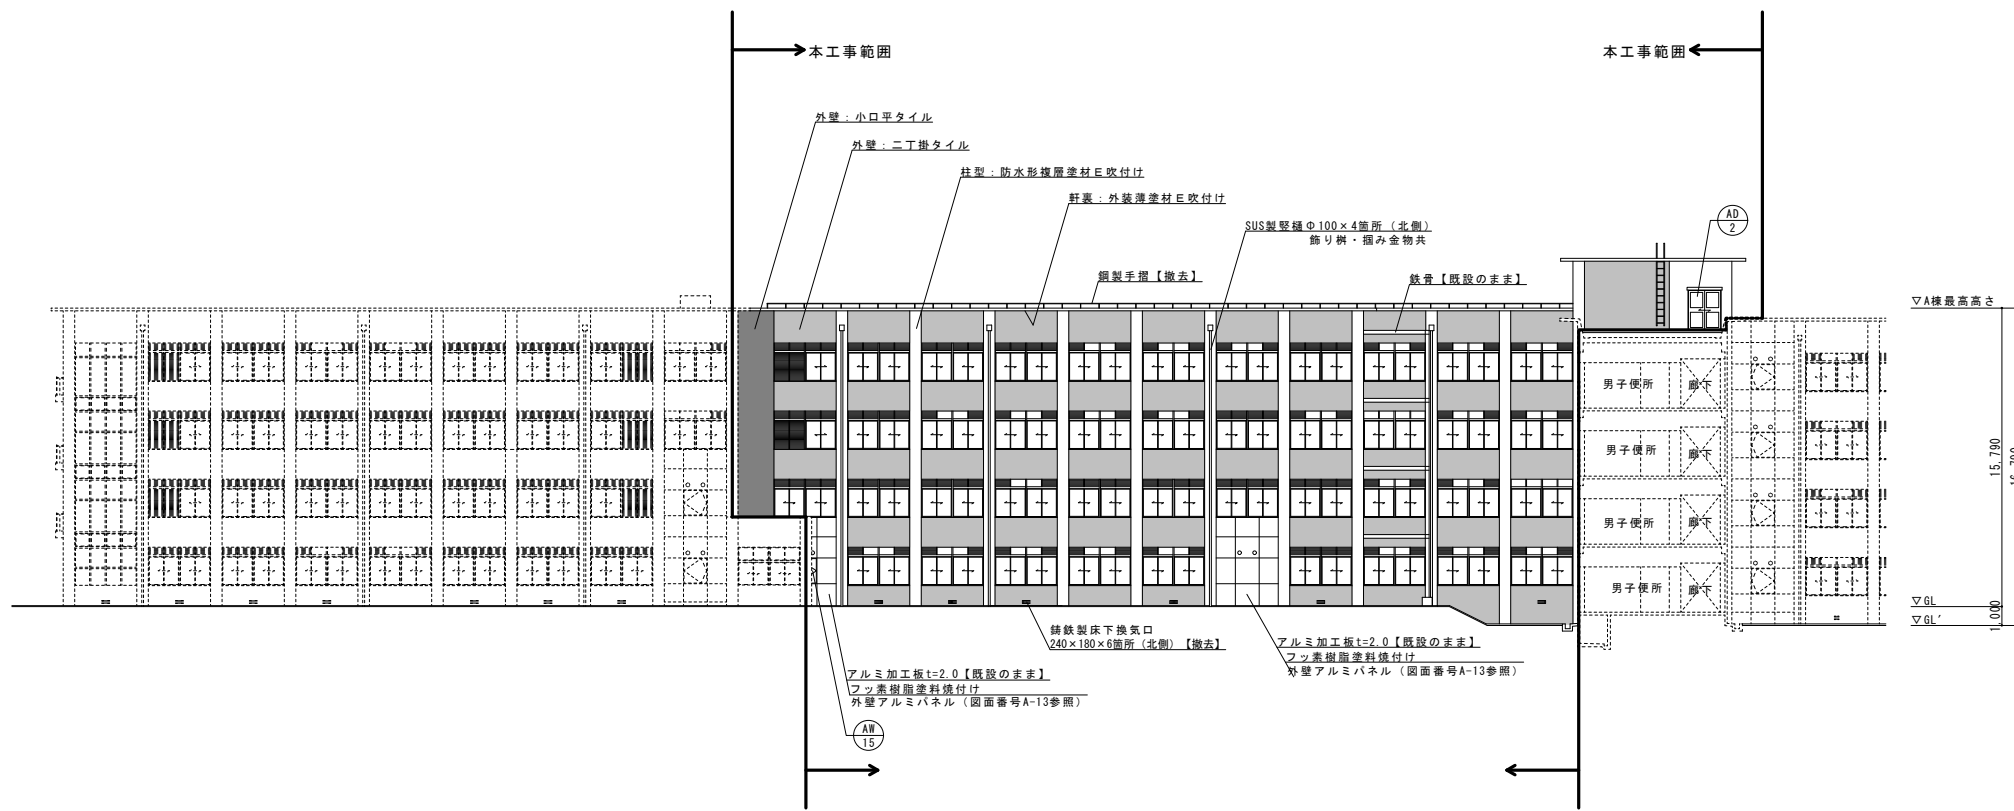 本工事範囲
本工事範囲
外壁：小口平タイル
外壁：二丁掛タイル
柱型：防水形複層塗材Ｅ吹付け
軒裏：外装薄塗材Ｅ吹付け
SUS製竪樋Φ100×4箇所（北側）
飾り桝・掴み金物共
AD
2
鋼製手摺【撤去】
鉄骨【既設のまま】
▽A棟最高高さ
男子便所
廊下
男子便所
廊下
男子便所
廊下
男子便所
廊下
15,790
▽GL
▽GL'
1,000
鋳鉄製床下換気口
240×180×6箇所（北側）【撤去】
アルミ加工板t=2.0【既設のまま】
フッ素樹脂塗料焼付け
外壁アルミパネル（図面番号A-13参照）
アルミ加工板t=2.0【既設のまま】
フッ素樹脂塗料焼付け
外壁アルミパネル（図面番号A-13参照）
AW
15